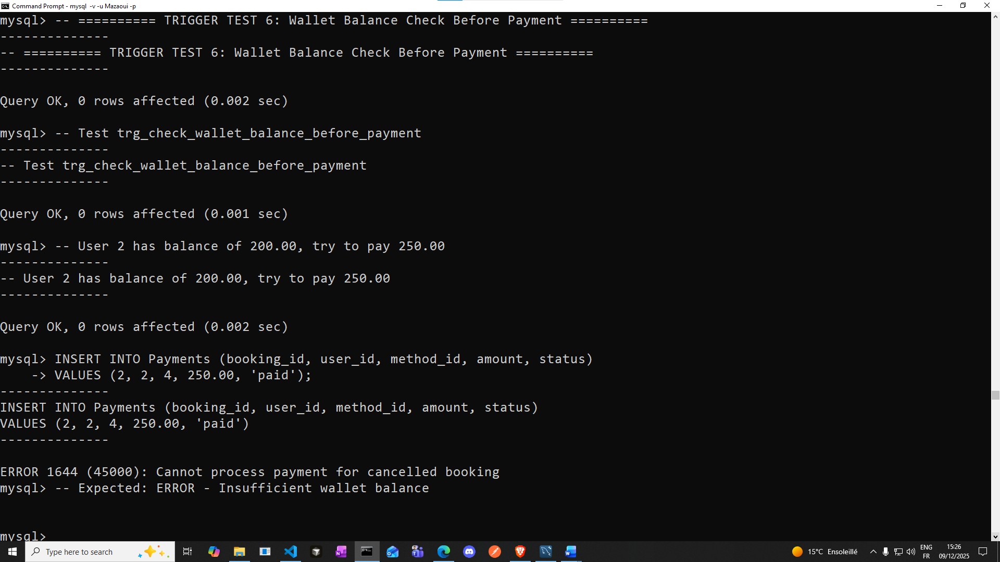 Command Prompt - mysql  -v -u Mazaoui -p
mysql> -- ========== TRIGGER TEST 6: Wallet Balance Check Before Payment ==========
--------------
-- ========== TRIGGER TEST 6: Wallet Balance Check Before Payment ==========
--------------
Query OK, 0 rows affected (0.002 sec)
mysql> -- Test trg_check_wallet_balance_before_payment
--------------
-- Test trg_check_wallet_balance_before_payment
--------------
Query OK, 0 rows affected (0.001 sec)
mysql> -- User 2 has balance of 200.00, try to pay 250.00
--------------
-- User 2 has balance of 200.00, try to pay 250.00
--------------
Query OK, 0 rows affected (0.002 sec)
mysql> INSERT INTO Payments (booking_id, user_id, method_id, amount, status)
    -> VALUES (2, 2, 4, 250.00, 'paid');
--------------
INSERT INTO Payments (booking_id, user_id, method_id, amount, status)
VALUES (2, 2, 4, 250.00, 'paid')
--------------
ERROR 1644 (45000): Cannot process payment for cancelled booking
mysql> -- Expected: ERROR - Insufficient wallet balance
mysql>
Type here to search
15°C Ensoleillé
ENG
FR
15:26
09/12/2025